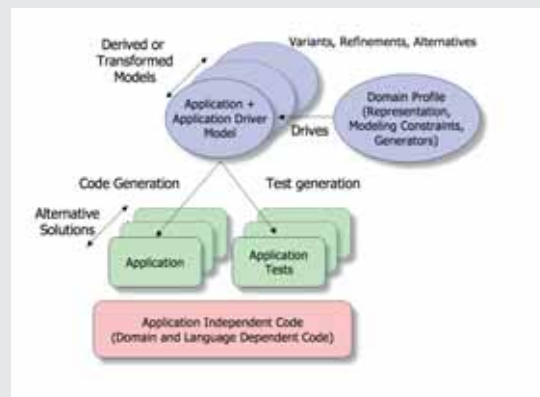 Derived or
Transformed
Models
Variants, Refinements, Alternatives
Application +
Application Driver
Model
Drives
Domain Profile
(Representation,
Modeling Constraints,
Generators)
Code Generation
Test generation
Alternative
Solutions
Application
Application
Tests
Application Independent Code
(Domain and Language Dependent Code)